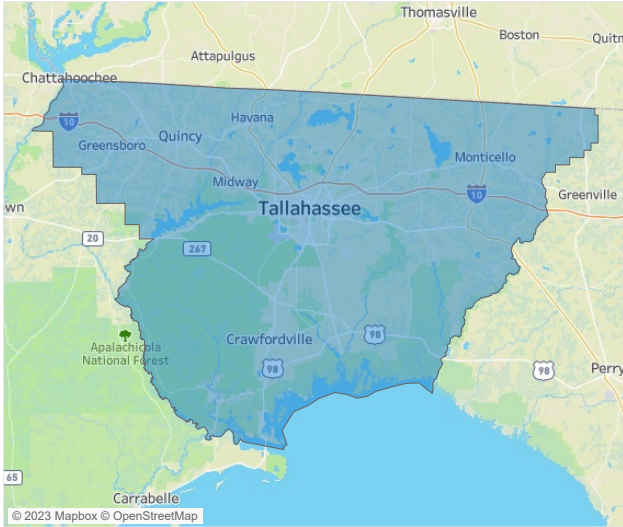 Thomasville
Boston
Quitm
Attapulgus
Chattahoochee
Havana
10
Quincy
Greensboro
Monticello
Midway
10
Greenville
Tallahassee
own
20
267
Apalachicola
National Forest
Crawfordville
98
98
98
Perry
65
Carrabelle
© 2023 Mapbox © OpenStreetMap